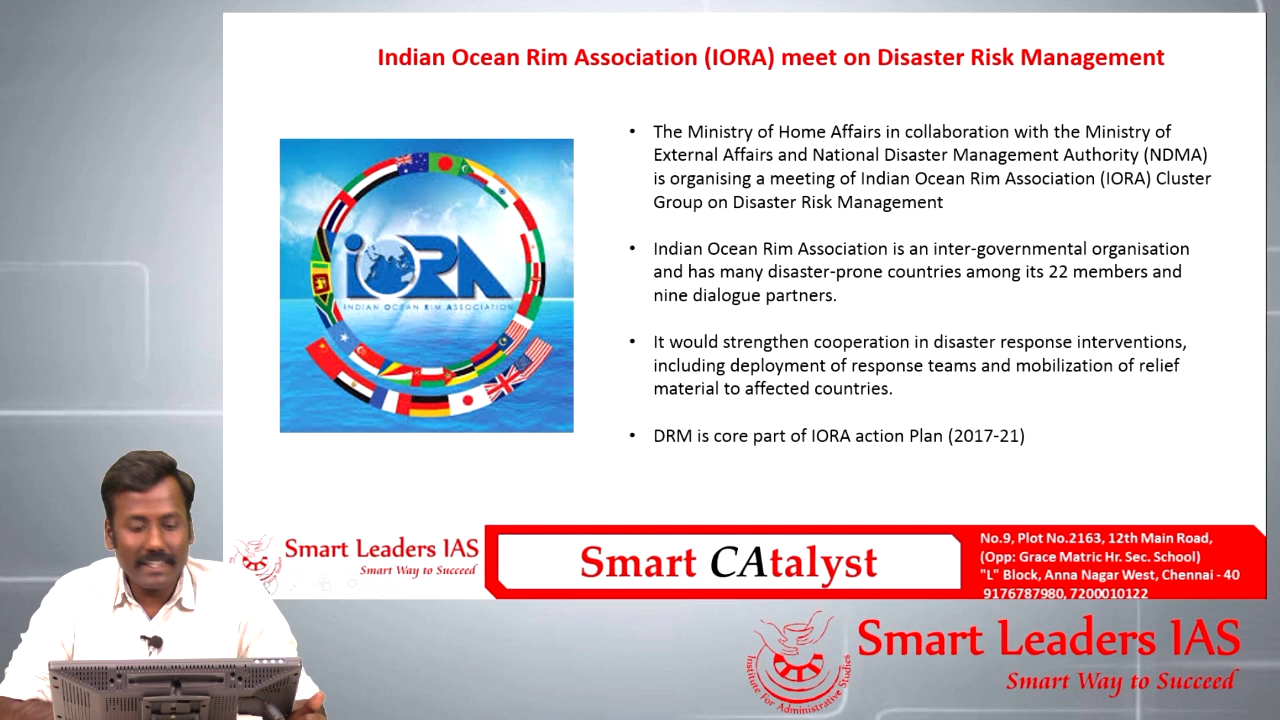 Indian Ocean Rim Association (IORA) meet on Disaster Risk Management
iORA
INDIAN OCEAN RIM ASSOCIATION
• The Ministry of Home Affairs in collaboration with the Ministry of
External Affairs and National Disaster Management Authority (NDMA)
is organising a meeting of Indian Ocean Rim Association (IORA) Cluster
Group on Disaster Risk Management
• Indian Ocean Rim Association is an inter-governmental organisation
and has many disaster-prone countries among its 22 members and
nine dialogue partners.
• It would strengthen cooperation in disaster response interventions,
including deployment of response teams and mobilization of relief
material to affected countries.
• DRM is core part of IORA action Plan (2017-21)
Smart Leaders IAS
Smart Way to Succeed
Smart CAtalyst
No.9, Plot No.2163, 12th Main Road,
(Opp: Grace Matric Hr. Sec. School)
"L" Block, Anna Nagar West, Chennai - 40
9176787980, 7200010122
Institute For Administrative Studies
Smart Leaders IAS
Smart Way to Succeed